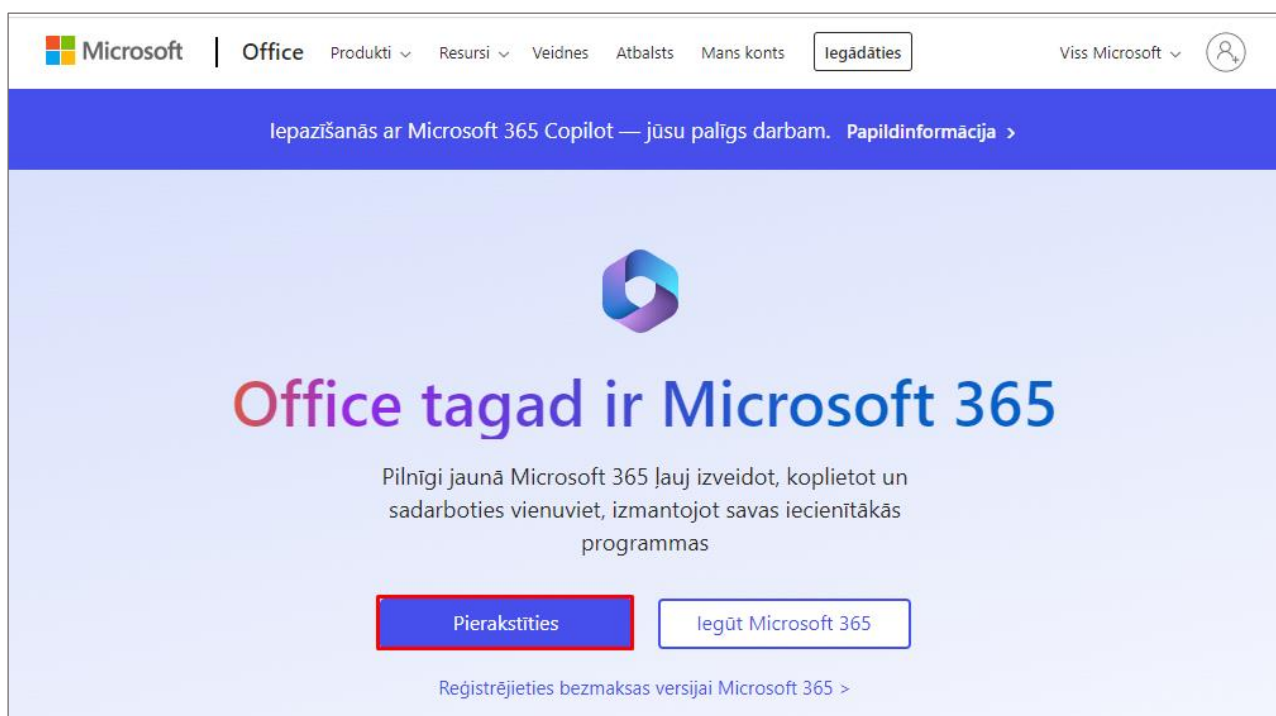 Microsoft Office Produkti Resursi Veidnes Atbalsts Mans konts Iegādāties Viss Microsoft
Iepazīšanās ar Microsoft 365 Copilot — jūsu palīgs darbam. Papildinformācija >
Office tagad ir Microsoft 365
Pilnīgi jaunā Microsoft 365 ļauj izveidot, koplietot un
sadarboties vienuviet, izmantojot savas iecienītākās
programmas
Pierakstīties Iegūt Microsoft 365
Reģistrējieties bezmaksas versijai Microsoft 365 >